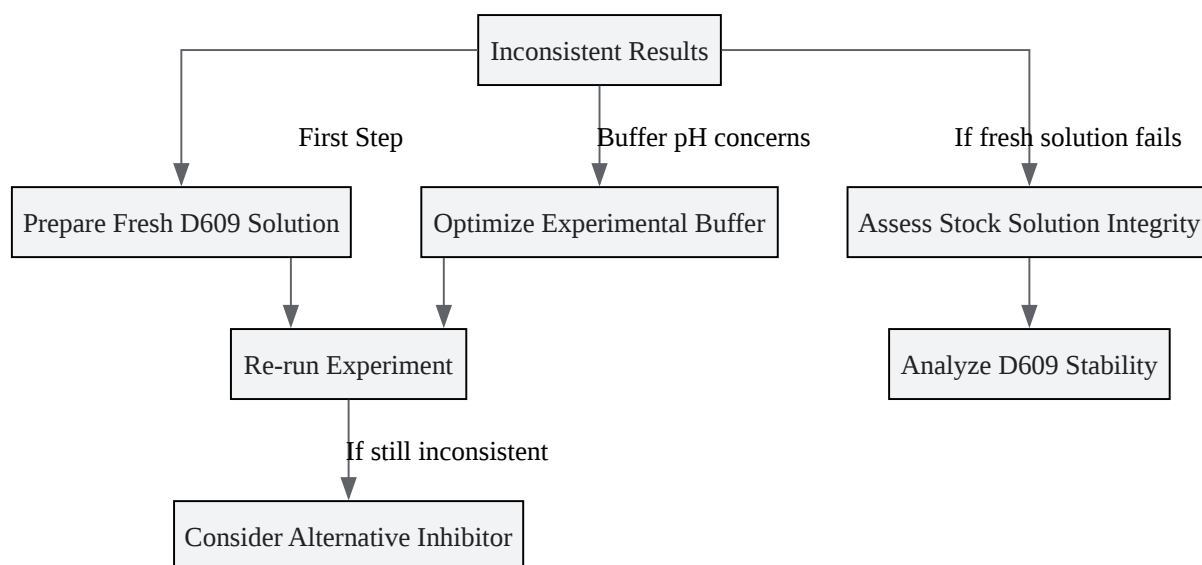 Inconsistent Results
First Step
Buffer pH concerns
If fresh solution fails
Prepare Fresh D609 Solution
Optimize Experimental Buffer
Assess Stock Solution Integrity
Re-run Experiment
Analyze D609 Stability
If still inconsistent
Consider Alternative Inhibitor